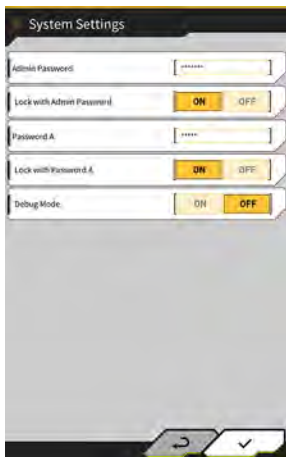 System Settings
Admin Password [ ******* ]
Lock with Admin Password ON OFF
Password A [ ***** ]
Lock with Password A ON OFF
Debug Mode ON OFF